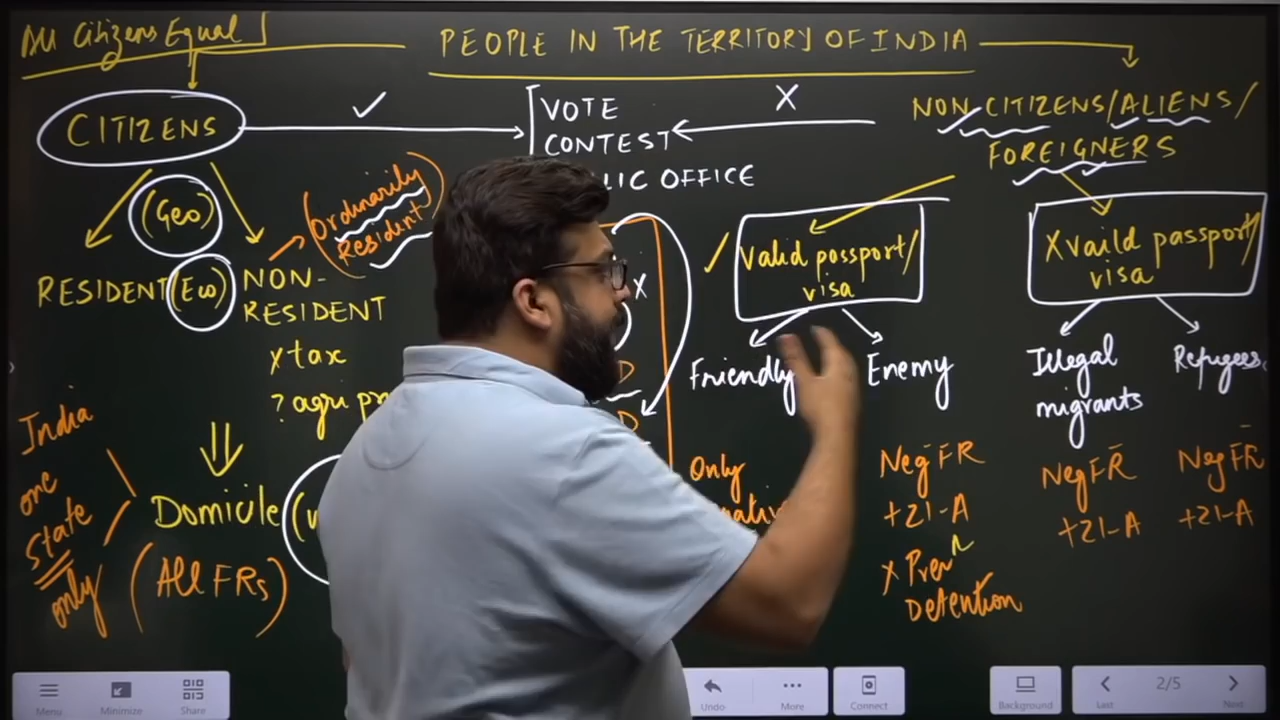 All Citizens Equal
PEOPLE IN THE TERRITORY OF INDIA
CITIZENS
VOTE
CONTEST
LIC OFFICE
X
NON-CITIZENS/ALIENS/
FOREIGNERS
(Geo)
(Eco)
RESIDENT
NON-
RESIDENT
(Ordinarily
Resident)
x tax
? agri pr
India
one
State
only
Domicile
(All FRs)
X
D
D
Valid passport/
visa
Friendly
Enemy
Only
Neg FR
+21-A
x Prev
Detention
X vaild passport/
visa
Illegal
migrants
Refugees
Neg FR
+21-A
Neg FR
+21-A
Menu
Minimize
Share
Undo
More
Connect
Background
Last
2/5
Next